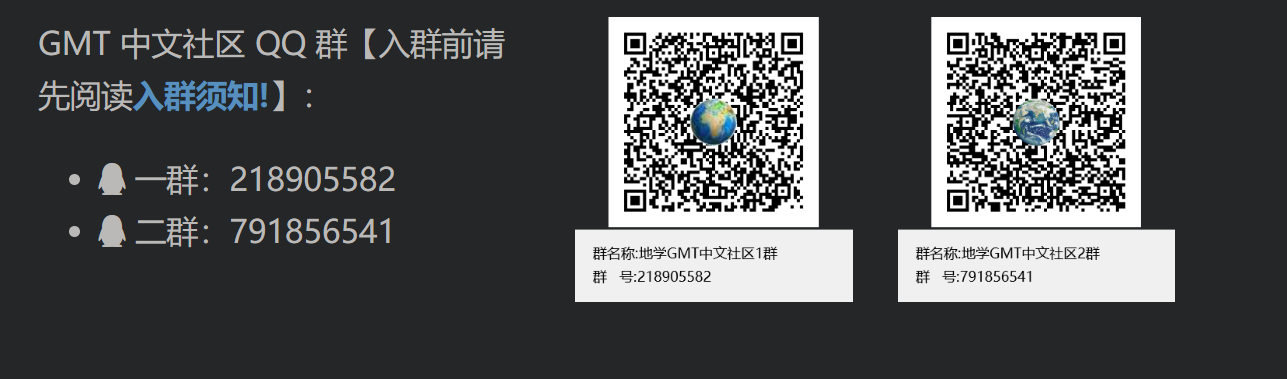 GMT 中文社区 QQ 群【入群前请
先阅读入群须知!】:
一群：218905582
二群：791856541
群名称:地学GMT中文社区1群
群 号:218905582
群名称:地学GMT中文社区2群
群 号:791856541